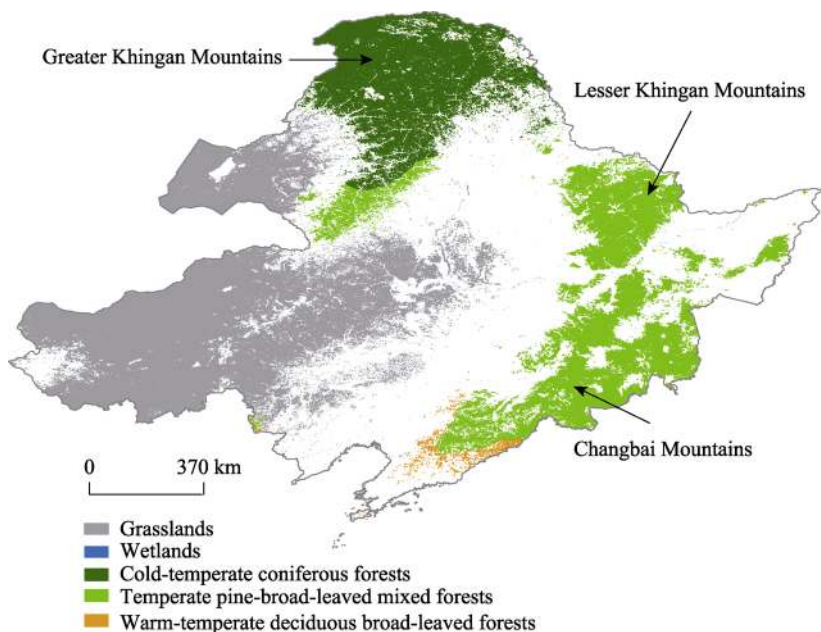 Greater Khingan Mountains
Lesser Khingan Mountains
Changbai Mountains
0 370 km
Grasslands
Wetlands
Cold-temperate coniferous forests
Temperate pine-broad-leaved mixed forests
Warm-temperate deciduous broad-leaved forests